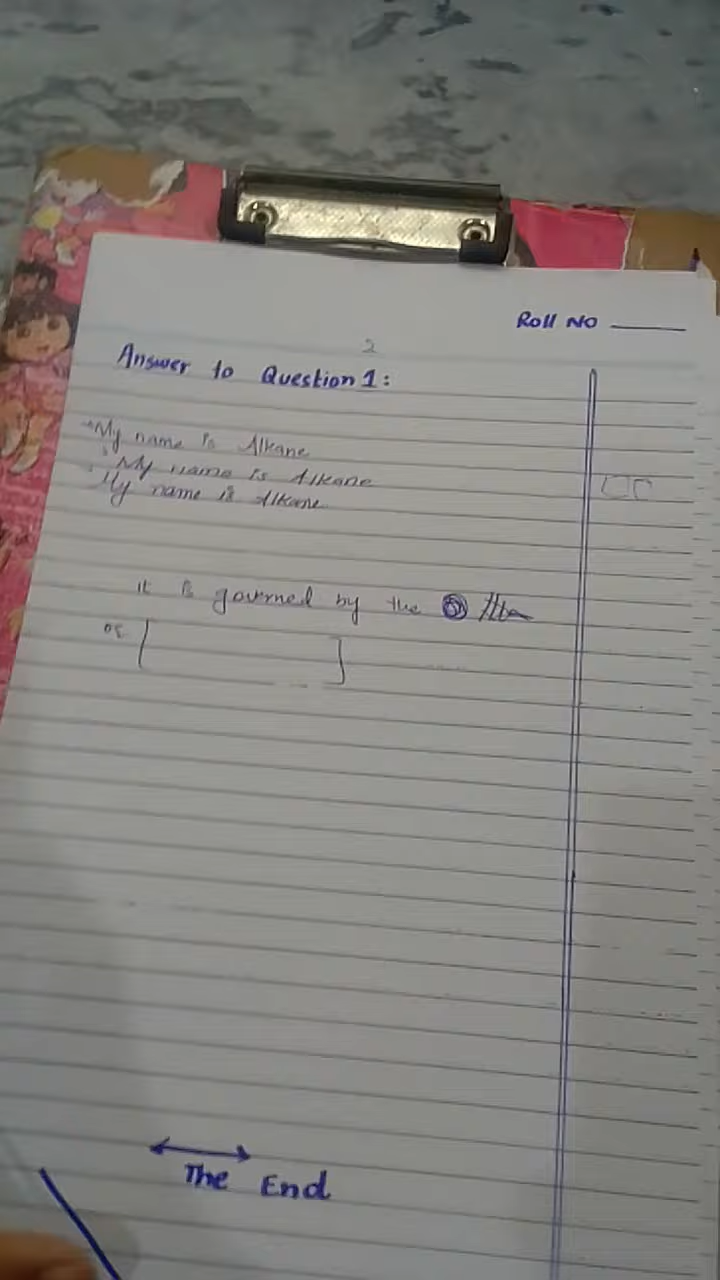 Roll NO
2
Answer to Question 1:
My name is Alkane
My name is Alkane
My name is Alkane
it is governed by the
The End